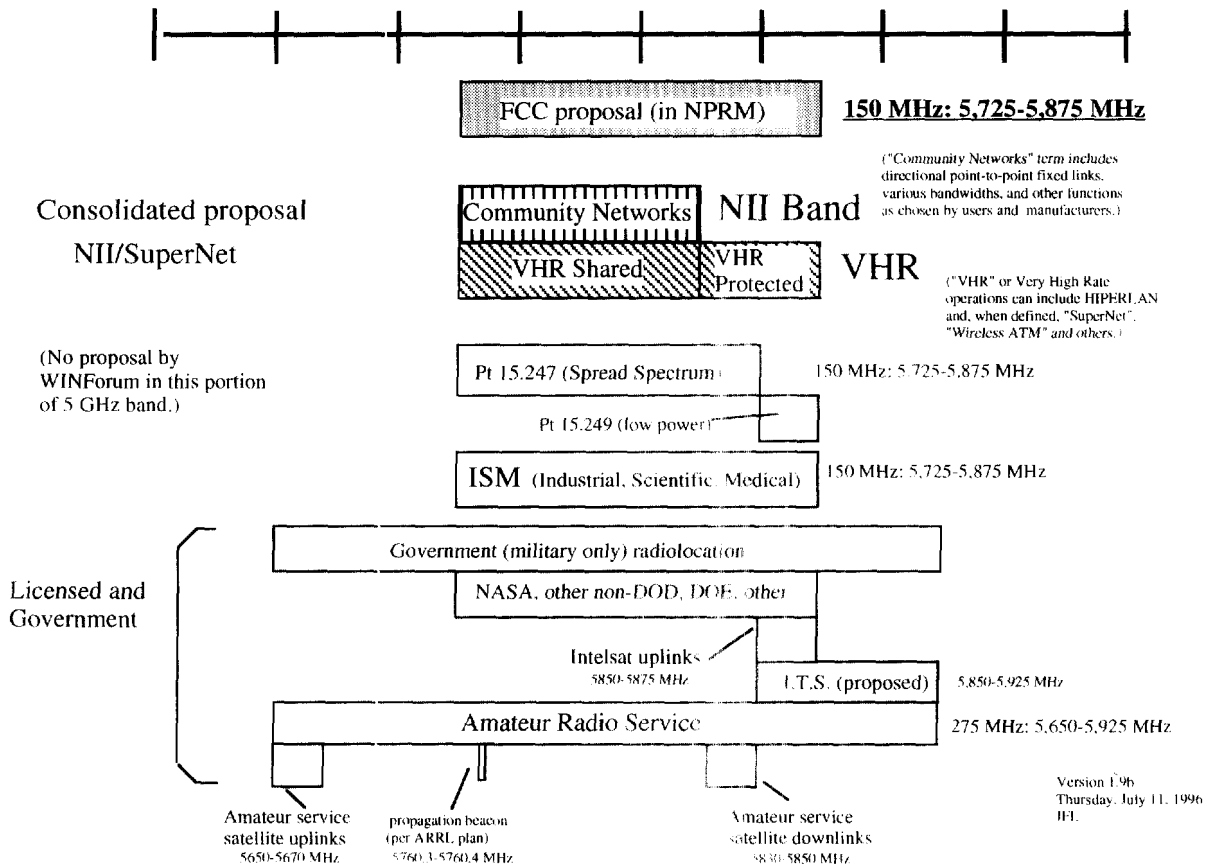 FCC proposal (in NPRM)
150 MHz: 5,725-5,875 MHz
("Community Networks" term includes
directional point-to-point fixed links,
various bandwidths, and other functions
as chosen by users and manufacturers.)
Consolidated proposal
NII/SuperNet
Community Networks
NII Band
VHR Shared
VHR
Protected
VHR
("VHR" or Very High Rate
operations can include HIPERLAN
and, when defined, "SuperNet",
"Wireless ATM" and others.)
(No proposal by
WINForum in this portion
of 5 GHz band.)
Pt 15.247 (Spread Spectrum)
150 MHz: 5,725-5,875 MHz
Pt 15.249 (low power)
ISM (Industrial, Scientific, Medical)
150 MHz: 5,725-5,875 MHz
Government (military only) radiolocation
Licensed and
Government
NASA, other non-DOD, DOE, other
Intelsat uplinks
5850-5875 MHz
I.T.S. (proposed)
5,850-5,925 MHz
Amateur Radio Service
275 MHz: 5,650-5,925 MHz
Amateur service
satellite uplinks
5650-5670 MHz
propagation beacon
(per ARRL plan)
5760.3-5760.4 MHz
Amateur service
satellite downlinks
5830-5850 MHz
Version 1.9b
Thursday, July 11, 1996